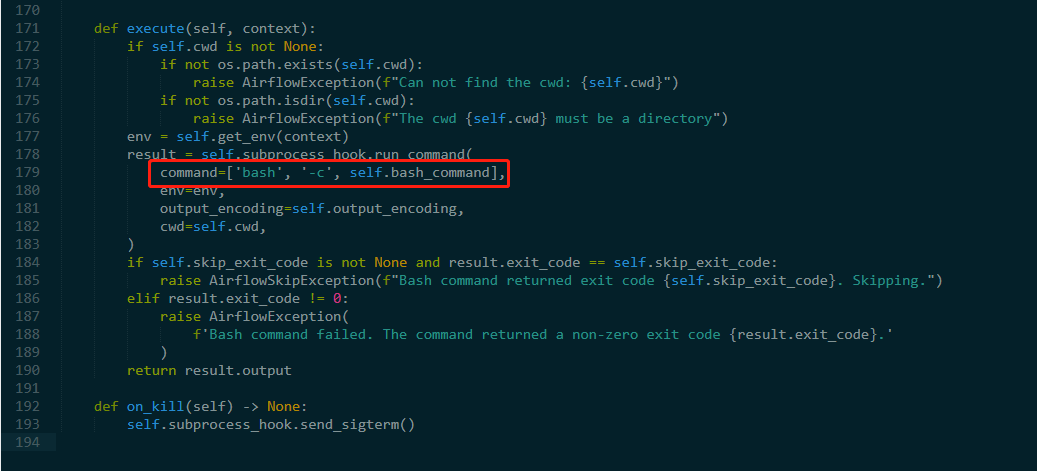 170
171 def execute(self, context):
172 if self.cwd is not None:
173 if not os.path.exists(self.cwd):
174 raise AirflowException(f"Can not find the cwd: {self.cwd}")
175 if not os.path.isdir(self.cwd):
176 raise AirflowException(f"The cwd {self.cwd} must be a directory")
177 env = self.get_env(context)
178 result = self.subprocess_hook.run_command(
179 command=['bash', '-c', self.bash_command],
180 env=env,
181 output_encoding=self.output_encoding,
182 cwd=self.cwd,
183 )
184 if self.skip_exit_code is not None and result.exit_code == self.skip_exit_code:
185 raise AirflowSkipException(f"Bash command returned exit code {self.skip_exit_code}. Skipping.")
186 elif result.exit_code != 0:
187 raise AirflowException(
188 f'Bash command failed. The command returned a non-zero exit code {result.exit_code}.'
189 )
190 return result.output
191
192 def on_kill(self) -> None:
193 self.subprocess_hook.send_sigterm()
194